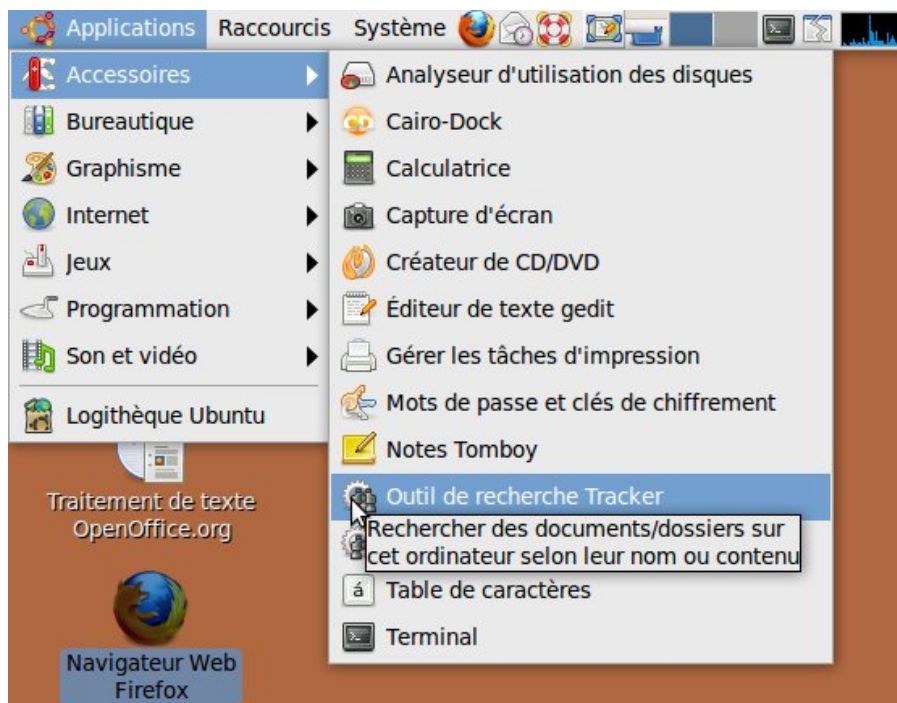 Applications Raccourcis Système
Accessoires
Bureautique
Graphisme
Internet
Jeux
Programmation
Son et vidéo
Logithèque Ubuntu
Analyseur d'utilisation des disques
Cairo-Dock
Calculatrice
Capture d'écran
Créateur de CD/DVD
Éditeur de texte gedit
Gérer les tâches d'impression
Mots de passe et clés de chiffrement
Notes Tomboy
Outil de recherche Tracker
Rechercher des documents/dossiers sur
cet ordinateur selon leur nom ou contenu
á Table de caractères
Terminal
Traitement de texte
OpenOffice.org
Navigateur Web
Firefox